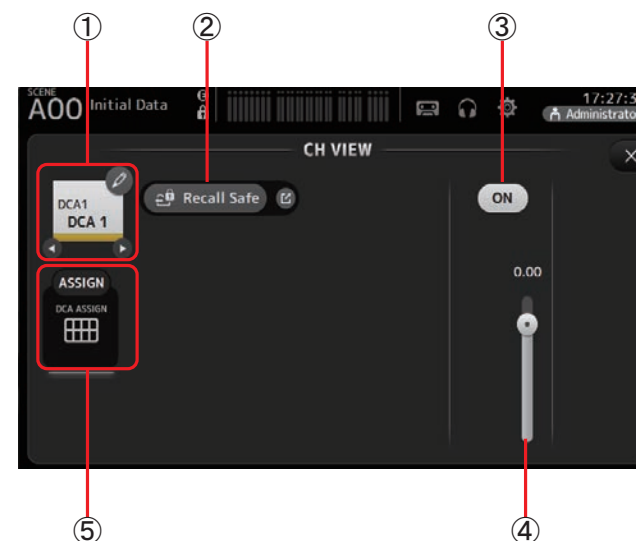 ① ② ③
SCENE
A00 Initial Data
17:27:3
Administrato
CH VIEW
DCA1
DCA 1
Recall Safe
ON
ASSIGN
DCA ASSIGN
0.00
⑤ ④